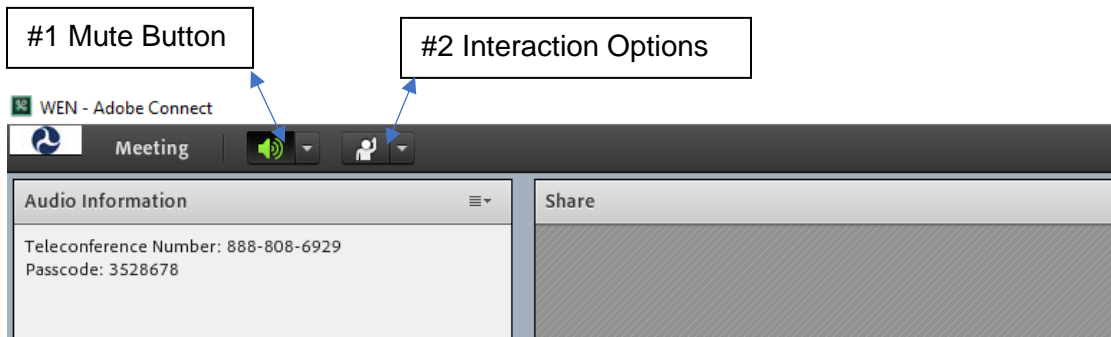 #1 Mute Button
#2 Interaction Options
WEN - Adobe Connect
Meeting
Audio Information
Share
Teleconference Number: 888-808-6929
Passcode: 3528678